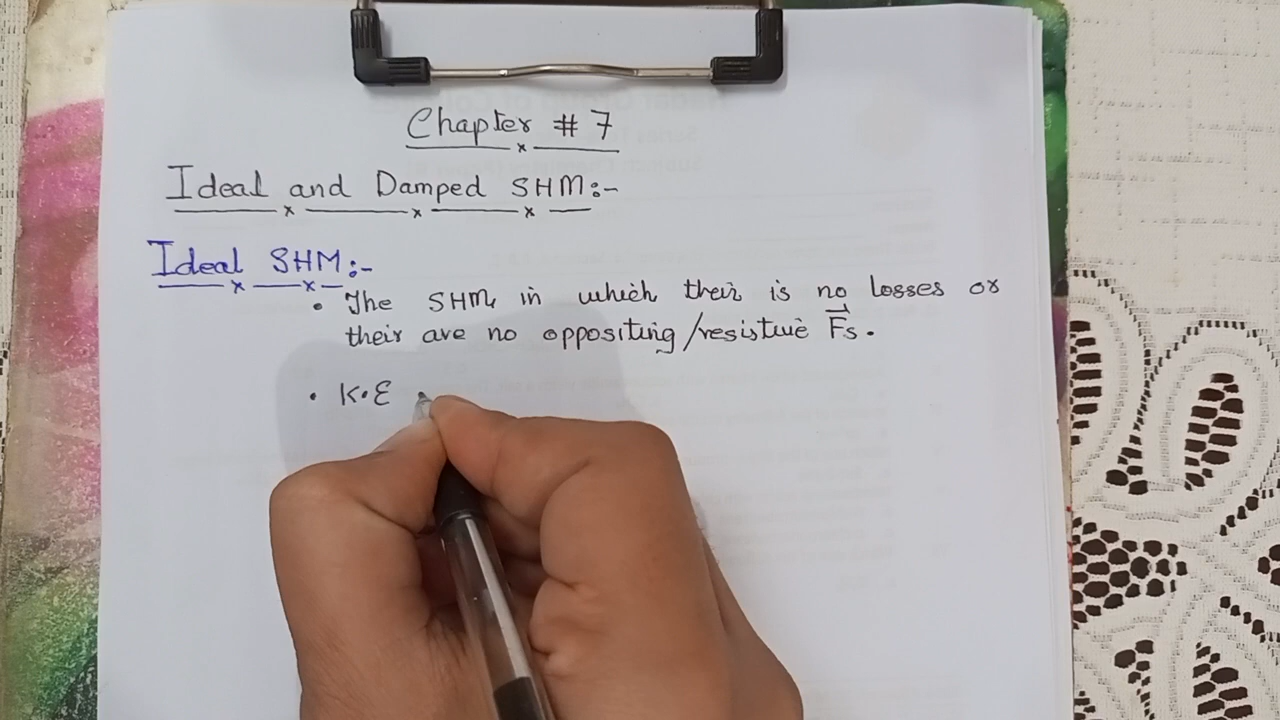 Chapter # 7
Ideal and Damped SHM:-
Ideal SHM:-
• The SHM, in which their is no losses or
their are no oppositing/resistive F⃗s.
• K.E